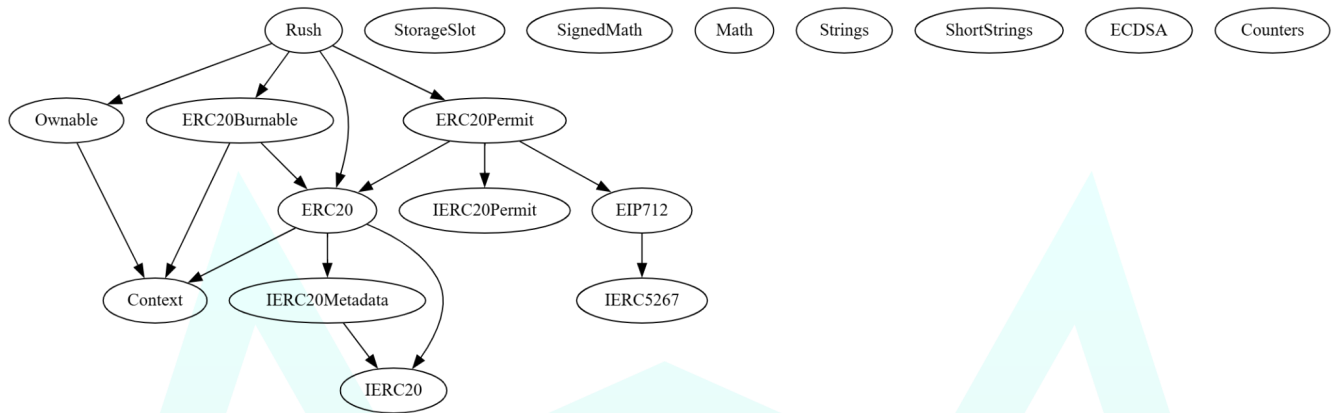 Rush StorageSlot SignedMath Math Strings ShortStrings ECDSA Counters
Ownable ERC20Burnable ERC20Permit
ERC20 IERC20Permit EIP712
Context IERC20Metadata IERC5267
IERC20